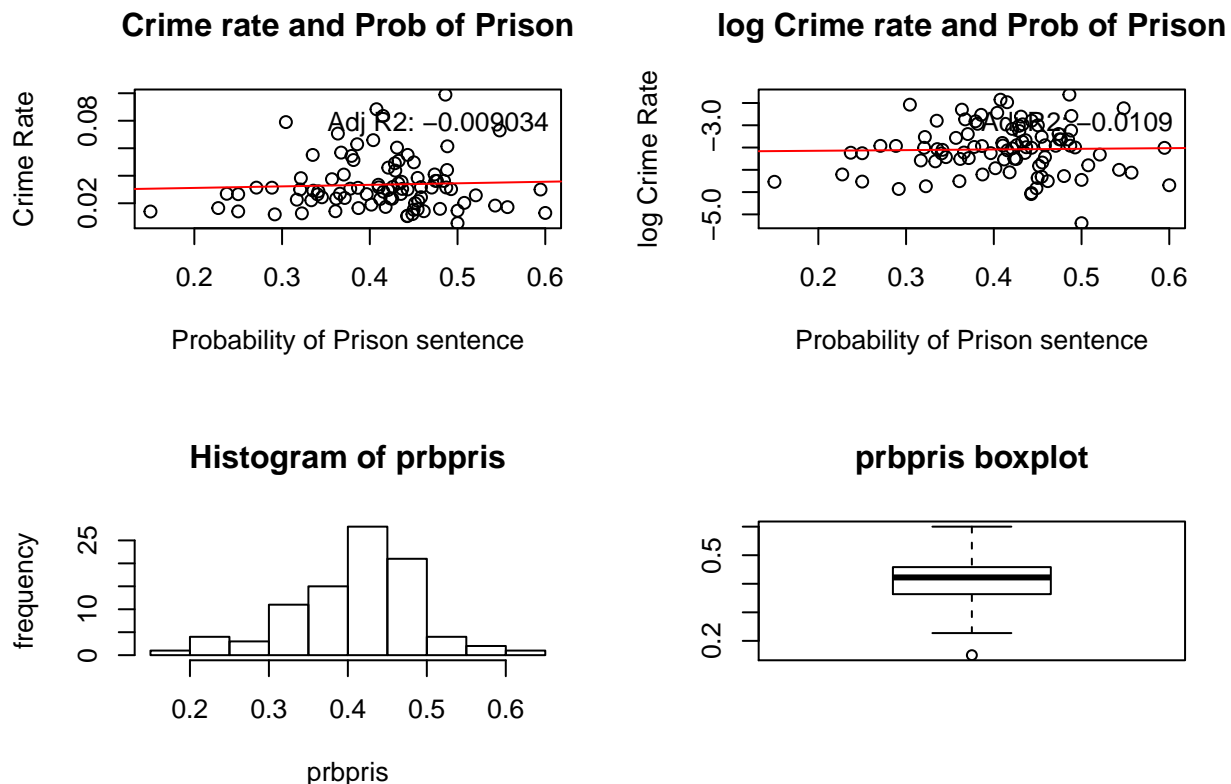 Crime rate and Prob of Prison
Crime Rate
0.08
0.02
Adj R2: −0.009034
0.2 0.3 0.4 0.5 0.6
Probability of Prison sentence
log Crime rate and Prob of Prison
log Crime Rate
−3.0
−5.0
Adj R2: −0.0109
0.2 0.3 0.4 0.5 0.6
Probability of Prison sentence
Histogram of prbpris
frequency
25
10
0
0.2 0.3 0.4 0.5 0.6
prbpris
prbpris boxplot
0.5
0.2